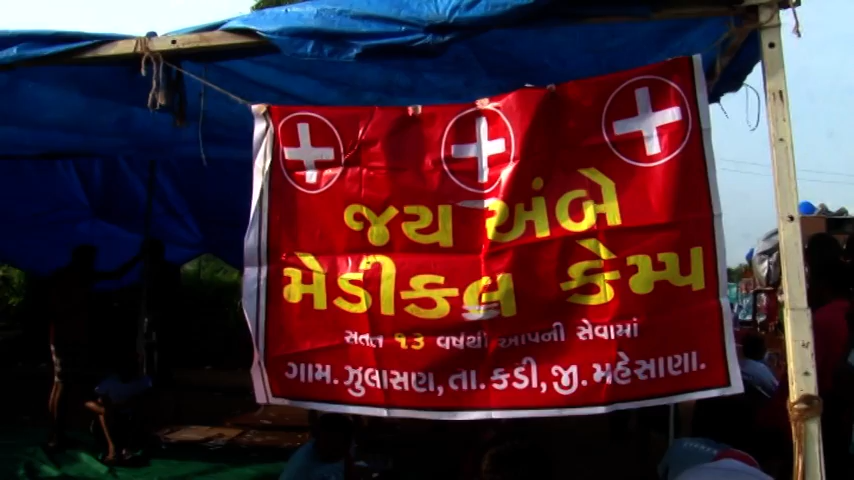 જય અંબે
મેડીકલ કેમ્પ
સતત ૧૩ વર્ષથી આપની સેવામાં
ગામ. ઝુલાસણ, તા. કડી, જી. મહેસાણા.